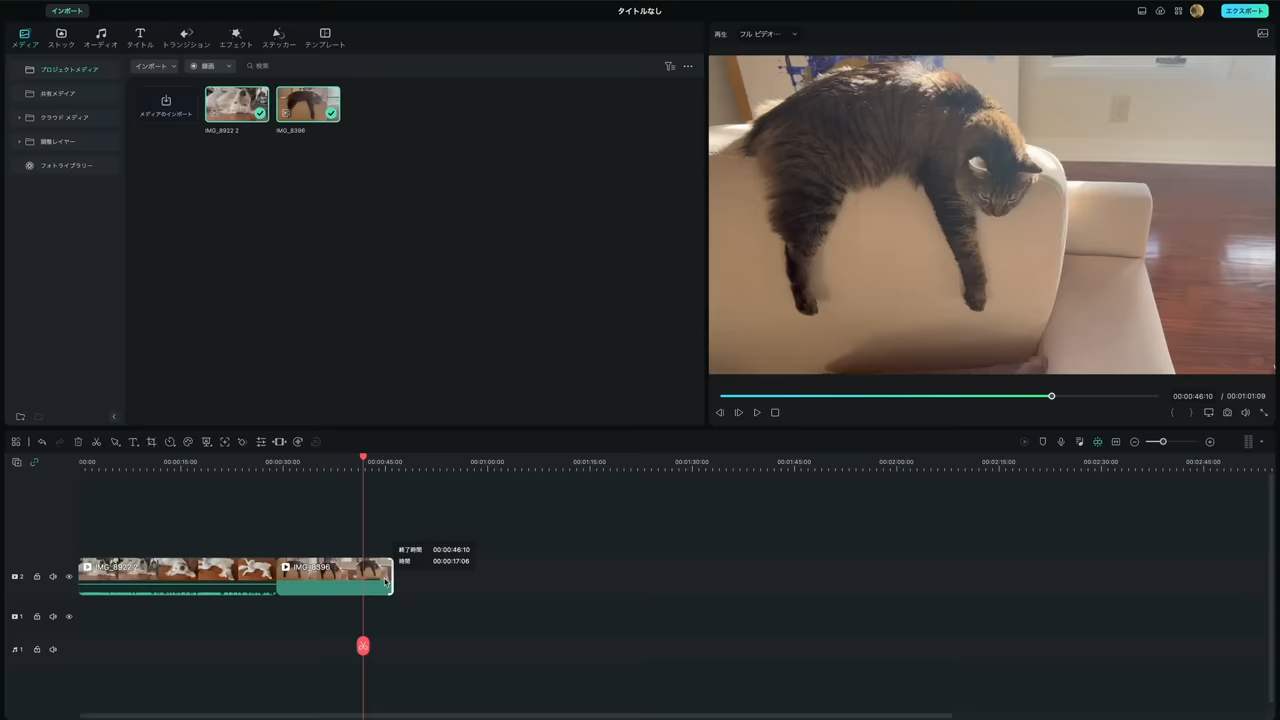 インポート
タイトルなし
エクスポート
メディア
ストック
オーディオ
タイトル
トランジション
エフェクト
ステッカー
テンプレート
再生
フル ビデオ…
プロジェクトメディア
インポート
録画
検索
共有メディア
クラウド メディア
調整レイヤー
フォトライブラリー
メディアのインポート
IMG_8922 2
IMG_8396
00:00:46:10 / 00:01:01:09
00:00
00:00:15:00
00:00:30:00
00:00:45:00
00:01:00:00
00:01:15:00
00:01:30:00
00:01:45:00
00:02:00:00
00:02:15:00
00:02:30:00
00:02:45:00
終了時間 00:00:46:10
時間 00:00:17:06
IMG_8922 2
IMG_8396
2
1
1